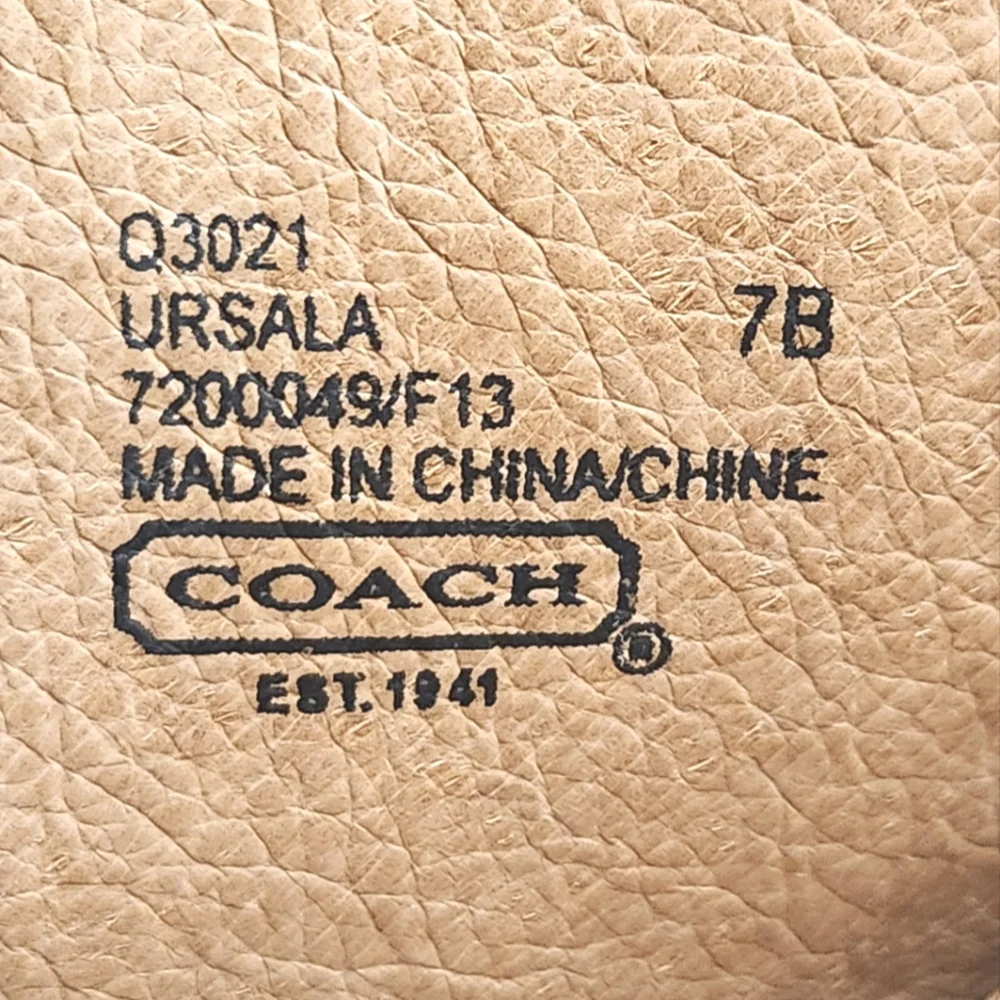 Q3021
URSALA 7B
7200049/F13
MADE IN CHINA/CHINE
COACH®
EST. 1941